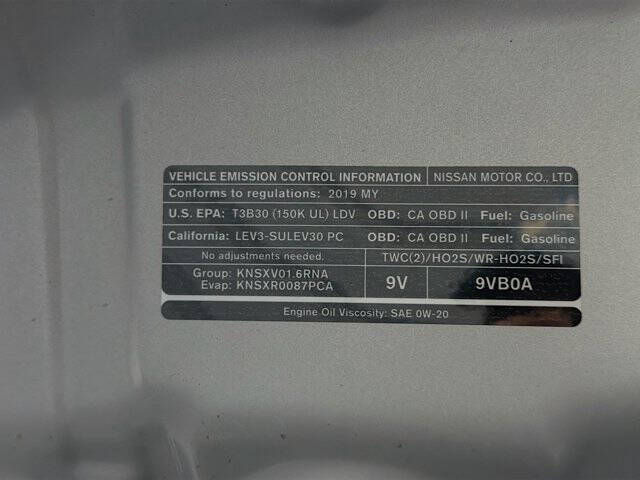 VEHICLE EMISSION CONTROL INFORMATION NISSAN MOTOR CO., LTD
Conforms to regulations: 2019 MY
U.S. EPA: T3B30 (150K UL) LDV OBD: CA OBD II Fuel: Gasoline
California: LEV3-SULEV30 PC OBD: CA OBD II Fuel: Gasoline
No adjustments needed. TWC(2)/HO2S/WR-HO2S/SFI
Group: KNSXV01.6RNA
Evap: KNSXR0087PCA
9V 9VB0A
Engine Oil Viscosity: SAE 0W-20